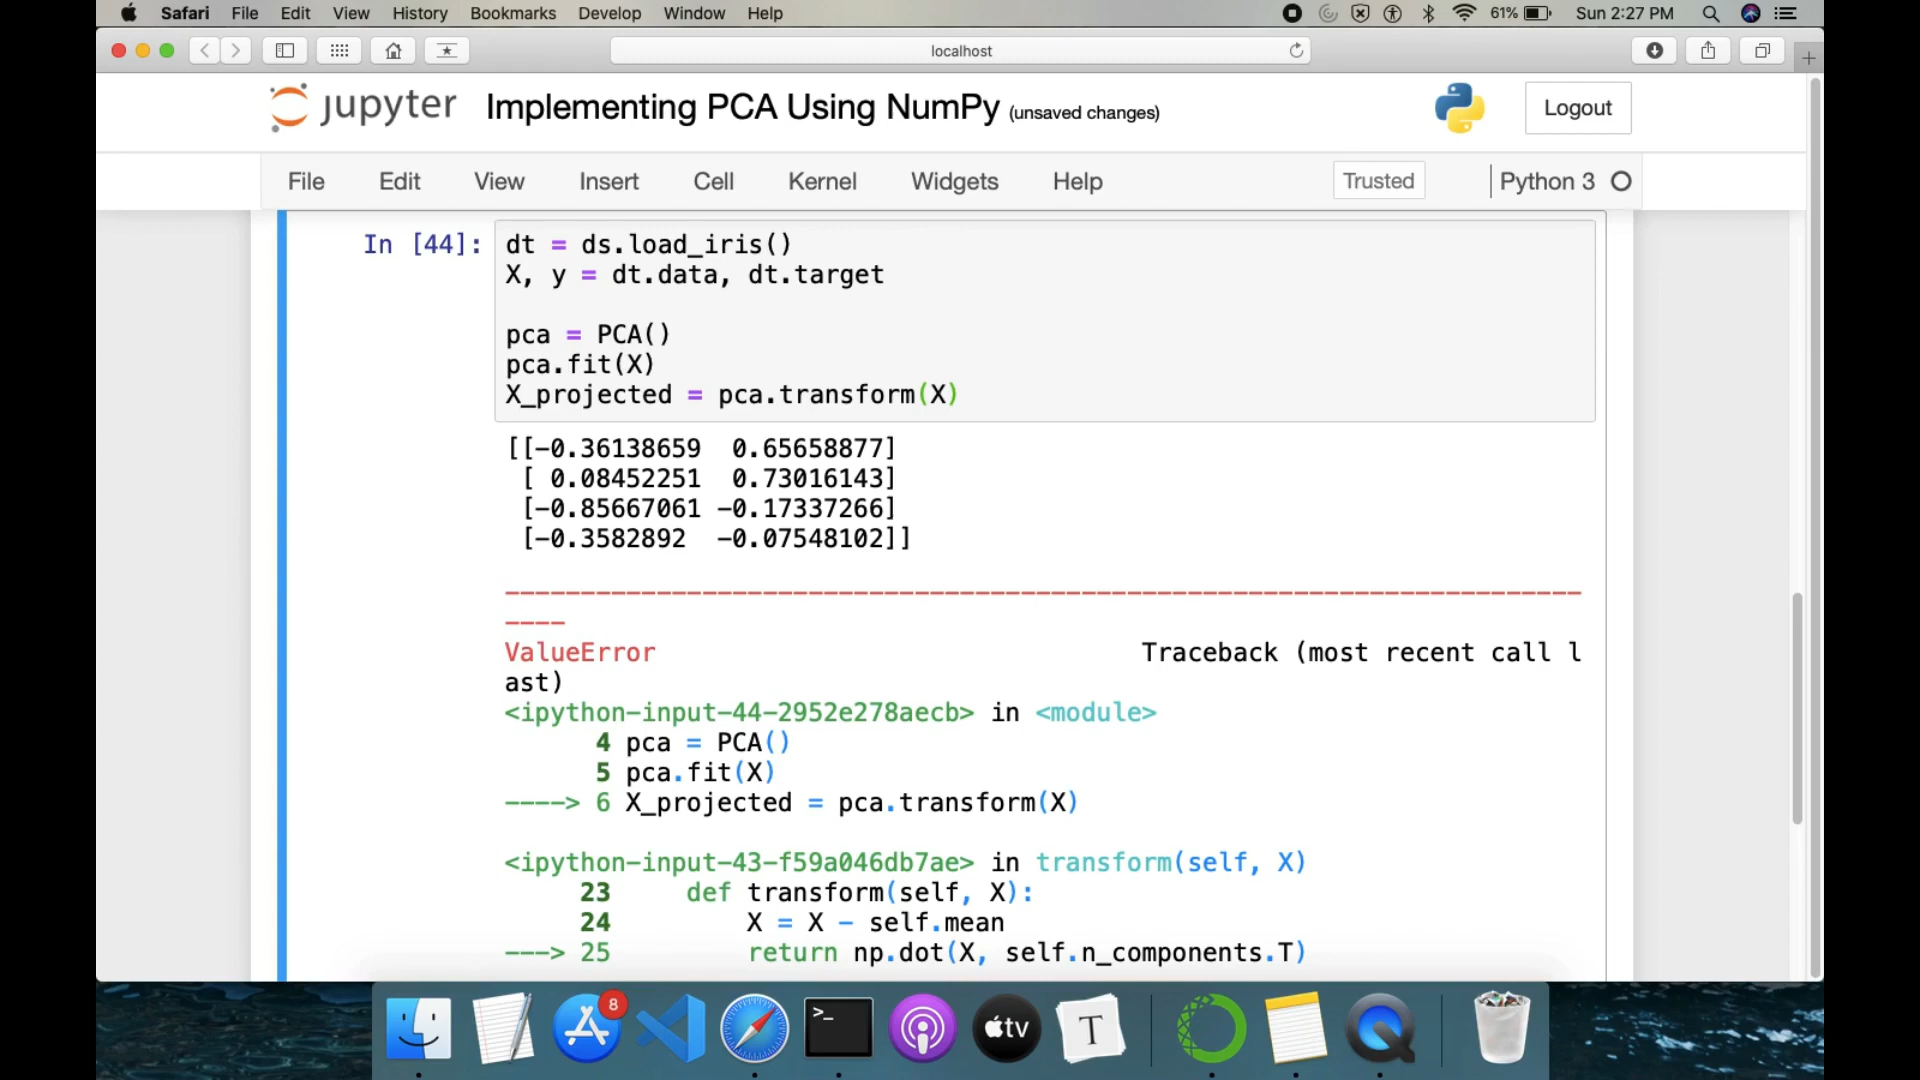 Safari File Edit View History Bookmarks Develop Window Help 61% Sun 2:27 PM
localhost
jupyter Implementing PCA Using NumPy (unsaved changes) Logout
File Edit View Insert Cell Kernel Widgets Help Trusted Python 3
In [44]: dt = ds.load_iris()
X, y = dt.data, dt.target
pca = PCA()
pca.fit(X)
X_projected = pca.transform(X)
[[-0.36138659 0.65658877]
[ 0.08452251 0.73016143]
[-0.85667061 -0.17337266]
[-0.3582892 -0.07548102]]
-----------------------------------------------------------------------
----
ValueError Traceback (most recent call l
ast)
<ipython-input-44-2952e278aecb> in <module>
4 pca = PCA()
5 pca.fit(X)
----> 6 X_projected = pca.transform(X)
<ipython-input-43-f59a046db7ae> in transform(self, X)
23 def transform(self, X):
24 X = X - self.mean
---> 25 return np.dot(X, self.n_components.T)
8
>_
tv
T